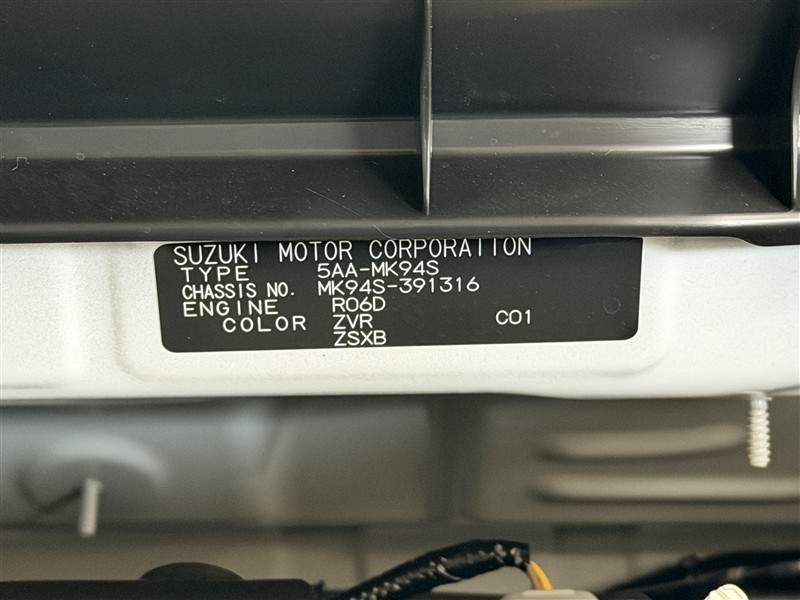 SUZUKI MOTOR CORPORATION
TYPE 5AA-MK94S
CHASSIS NO. MK94S-391316
ENGINE R06D
COLOR ZVR C01
ZSXB